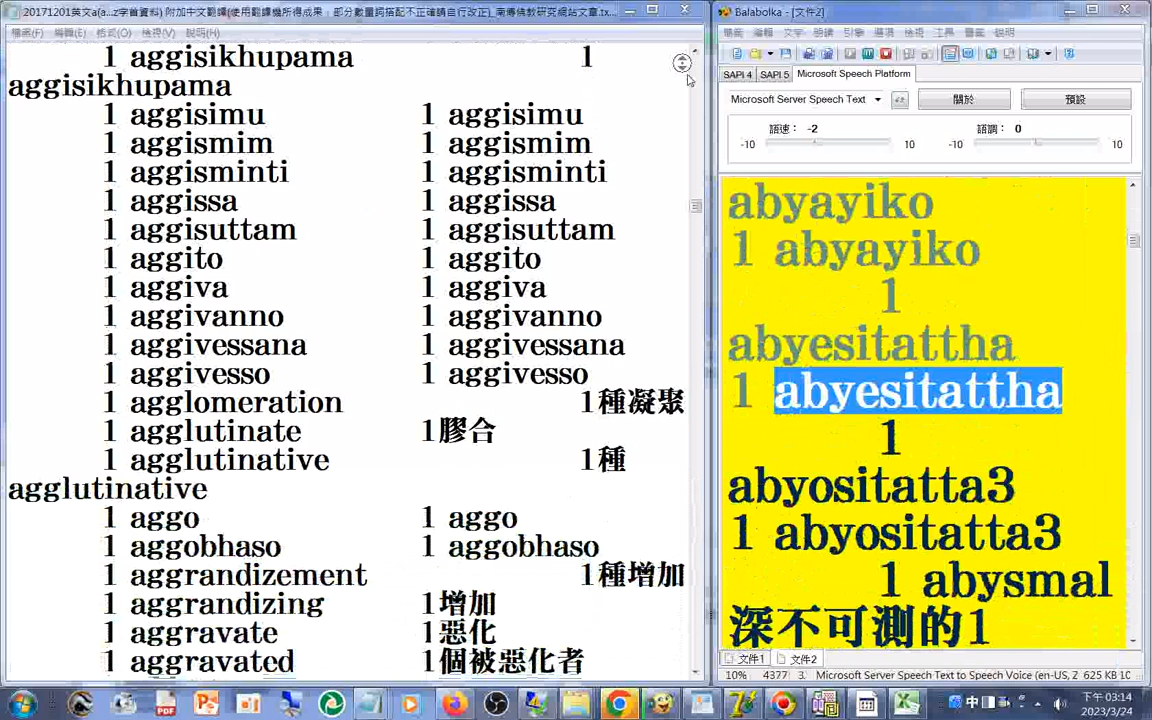 20171201英文a(a...z字首資料) 附加中文翻譯(使用翻譯機所得成果，部分數量詞搭配不正確請自行改正)_南傳佛教研究網站文章.tx...
檔案(F) 編輯(E) 格式(O) 檢視(V) 說明(H)
1 aggisikhupama 1
aggisikhupama
1 aggisimu 1 aggisimu
1 aggismim 1 aggismim
1 aggisminti 1 aggisminti
1 aggissa 1 aggissa
1 aggisuttam 1 aggisuttam
1 aggito 1 aggito
1 aggiva 1 aggiva
1 aggivanno 1 aggivanno
1 aggivessana 1 aggivessana
1 aggivesso 1 aggivesso
1 agglomeration 1種凝聚
1 agglutinate 1膠合
1 agglutinative 1種
agglutinative
1 aggo 1 aggo
1 aggobhaso 1 aggobhaso
1 aggrandizement 1種增加
1 aggrandizing 1增加
1 aggravate 1惡化
1 aggravated 1個被惡化者
Balabolka - [文件2]
檔案 編輯 文字 朗讀 引擎 選項 檢視 工具 視窗 說明
SAPI 4 SAPI 5 Microsoft Speech Platform
Microsoft Server Speech Text 關於 預設
語速： -2 語調： 0
-10 10 -10 10
abyayiko
1 abyayiko
1
abyesitattha
1 abyesitattha
1
abyositatta3
1 abyositatta3
1 abysmal
深不可測的1
文件1 文件2
10% 4377 3. Microsoft Server Speech Text to Speech Voice (en-US, Z 625 KB 10
中
下午 03:14
2023/3/24